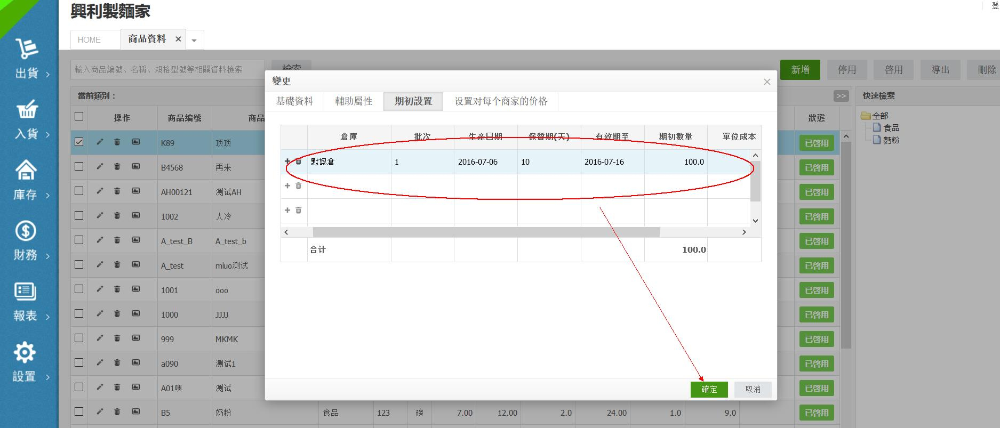 興利製麵家
登
HOME
商品資料
輸入商品編號、名稱、規格型號等相關資料檢索
檢索
新增
停用
啓用
導出
刪除
當前類別：
>>
快速檢索
操作
商品編號
商品
狀態
全部
食品
麵粉
出貨
入貨
庫存
財務
報表
設置
K89 顶顶 已啓用
B4568 再来 已啓用
AH00121 测试AH 已啓用
1002 人冷 已啓用
A_test_B A_test_b 已啓用
A_test mluo测试 已啓用
1001 ooo 已啓用
1000 JJJJ 已啓用
999 MKMK 已啓用
a090 测试1 已啓用
A01噢 测试 已啓用
B5 奶粉 食品 123 磅 7.00 12.00 2.0 24.00 1.0 9.0 已啓用
變更
基礎資料
輔助屬性
期初設置
设置对每个商家的价格
倉庫 批次 生產日期 保質期(天) 有效期至 期初數量 單位成本
默認倉 1 2016-07-06 10 2016-07-16 100.0
合计 100.0
確定
取消